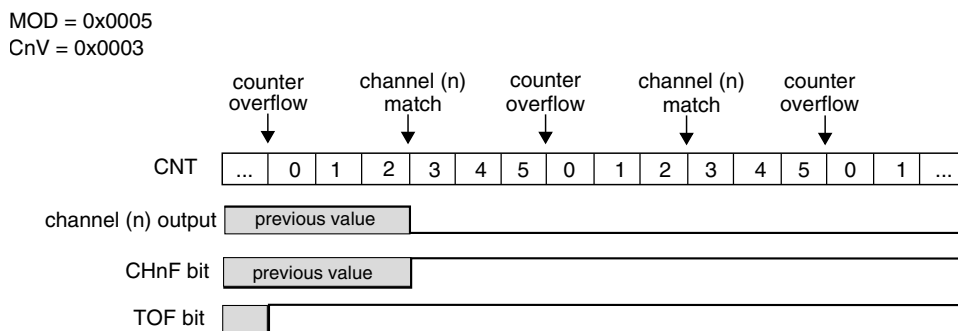 MOD = 0x0005
CnV = 0x0003
counter overflow
channel (n) match
counter overflow
channel (n) match
counter overflow
CNT ... 0 1 2 3 4 5 0 1 2 3 4 5 0 1 ...
channel (n) output previous value
CHnF bit previous value
TOF bit